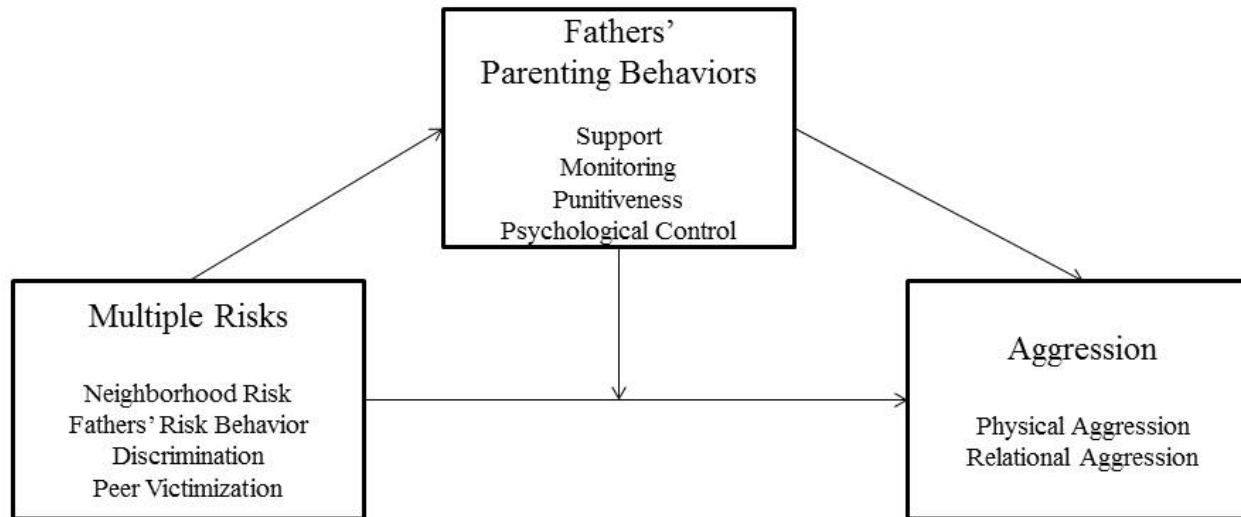 Fathers’
Parenting Behaviors
Support
Monitoring
Punitiveness
Psychological Control
Multiple Risks
Neighborhood Risk
Fathers’ Risk Behavior
Discrimination
Peer Victimization
Aggression
Physical Aggression
Relational Aggression